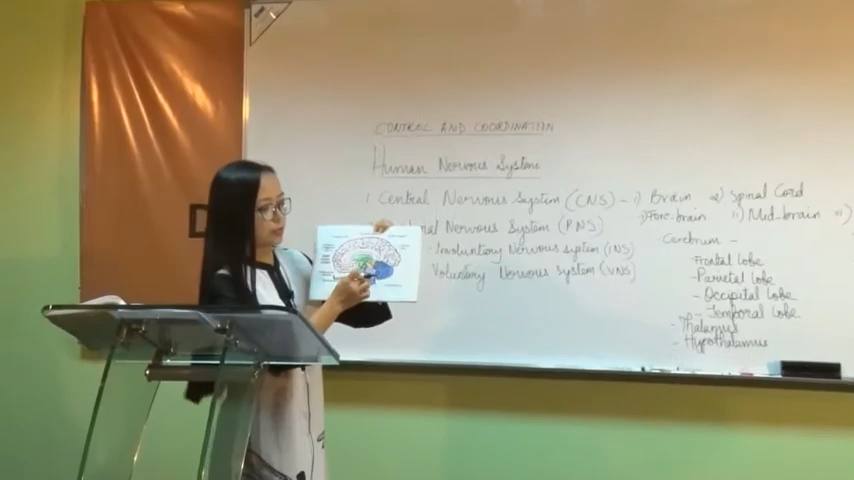 CONTROL AND COORDINATION
Human Nervous System
1 Central Nervous System (CNS) - i) Brain 2) Spinal Cord
Nervous System (PNS) i) Fore-brain ii) Mid-brain iii)
- Involuntary Nervous System (INS) Cerebrum -
Voluntary Nervous System (VNS) - Frontal lobe
- Parietal lobe
- Occipital lobe
- Temporal lobe
- Thalamus
- Hypothalamus